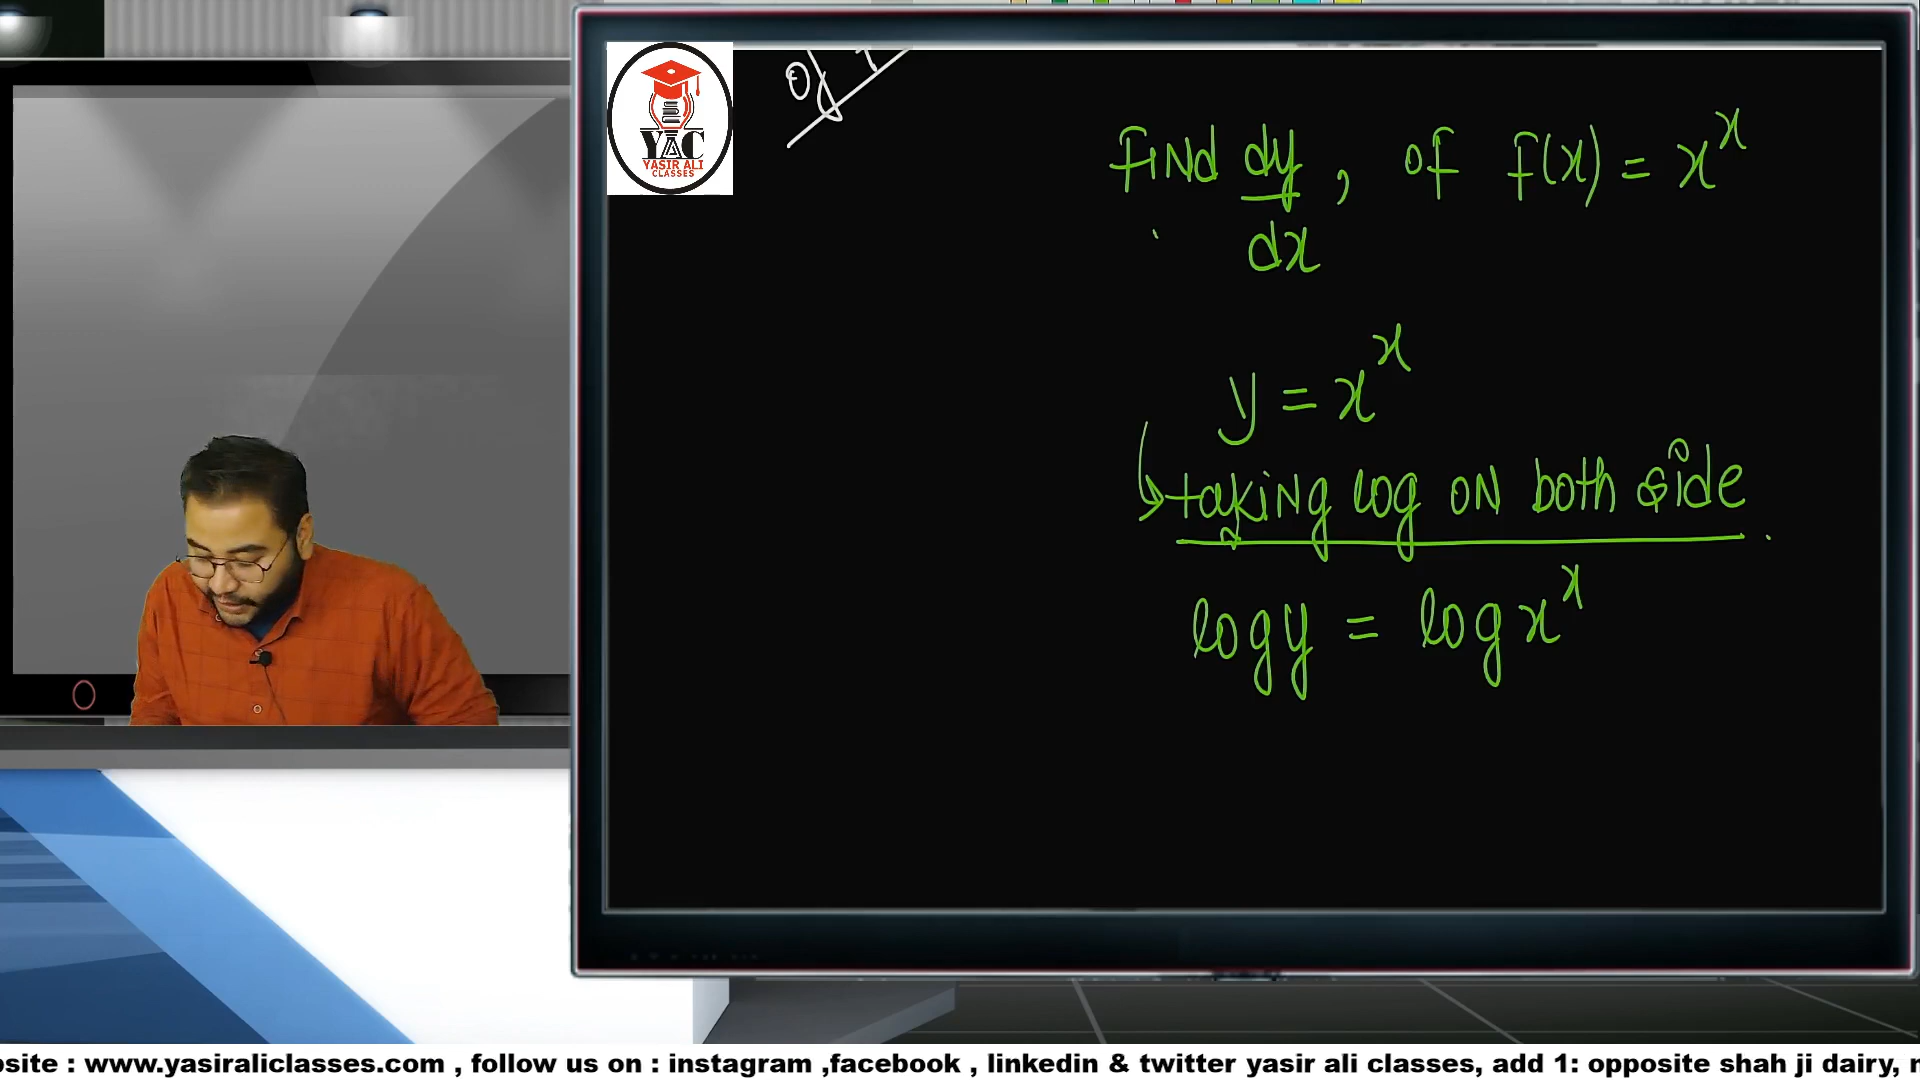 YAC
YASIR ALI
CLASSES
FIND dy/dx , of f(x) = x^x
y = x^x
taking log on both side
log y = log x^x
site : www.yasiraliclasses.com , follow us on : instagram ,facebook , linkedin & twitter yasir ali classes, add 1: opposite shah ji dairy,